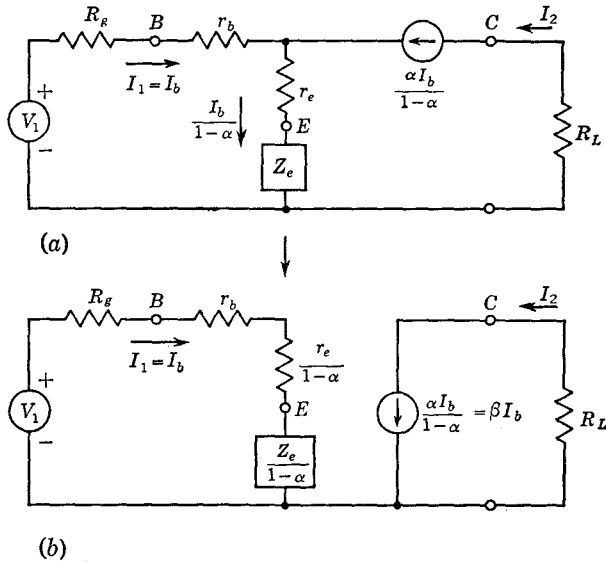 R_g B r_b C I_2
I_1 = I_b I_b/(1−α) r_e αI_b/(1−α)
+ V_1 − E Z_e R_L
(a)
R_g B r_b C I_2
I_1 = I_b r_e/(1−α)
+ V_1 − E αI_b/(1−α) = βI_b R_L
Z_e/(1−α)
(b)